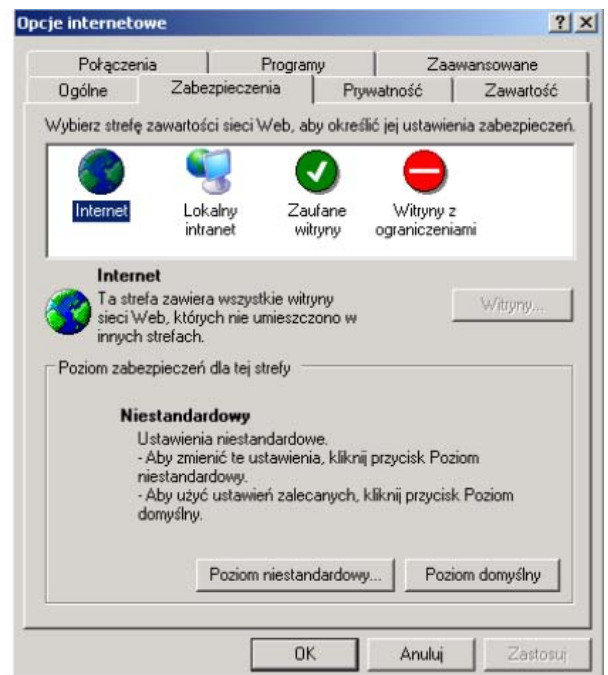 Opcje internetowe
Połączenia Programy Zaawansowane
Ogólne Zabezpieczenia Prywatność Zawartość
Wybierz strefę zawartości sieci Web, aby określić jej ustawienia zabezpieczeń.
Internet Lokalny intranet Zaufane witryny Witryny z ograniczeniami
Internet
Ta strefa zawiera wszystkie witryny
sieci Web, których nie umieszczono w
innych strefach.
Witryny...
Poziom zabezpieczeń dla tej strefy
Niestandardowy
Ustawienia niestandardowe.
- Aby zmienić te ustawienia, kliknij przycisk Poziom
niestandardowy.
- Aby użyć ustawień zalecanych, kliknij przycisk Poziom
domyślny.
Poziom niestandardowy... Poziom domyślny
OK Anuluj Zastosuj